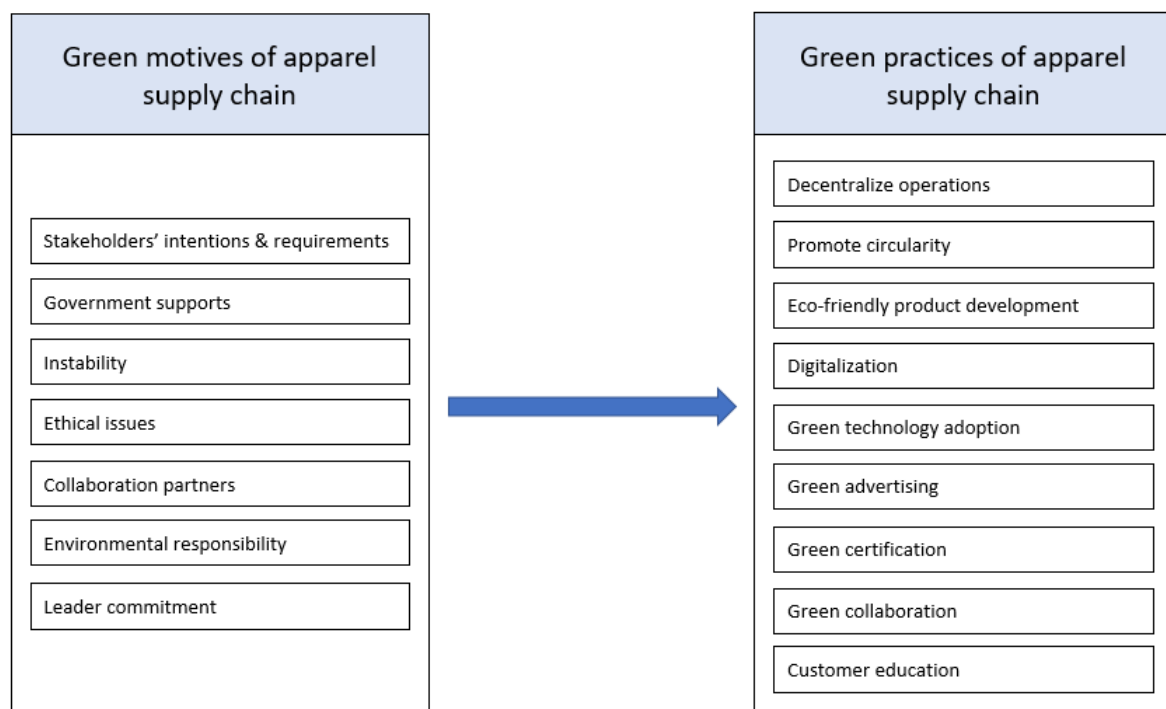 Green motives of apparel
supply chain
Stakeholders’ intentions & requirements
Government supports
Instability
Ethical issues
Collaboration partners
Environmental responsibility
Leader commitment
Green practices of apparel
supply chain
Decentralize operations
Promote circularity
Eco-friendly product development
Digitalization
Green technology adoption
Green advertising
Green certification
Green collaboration
Customer education